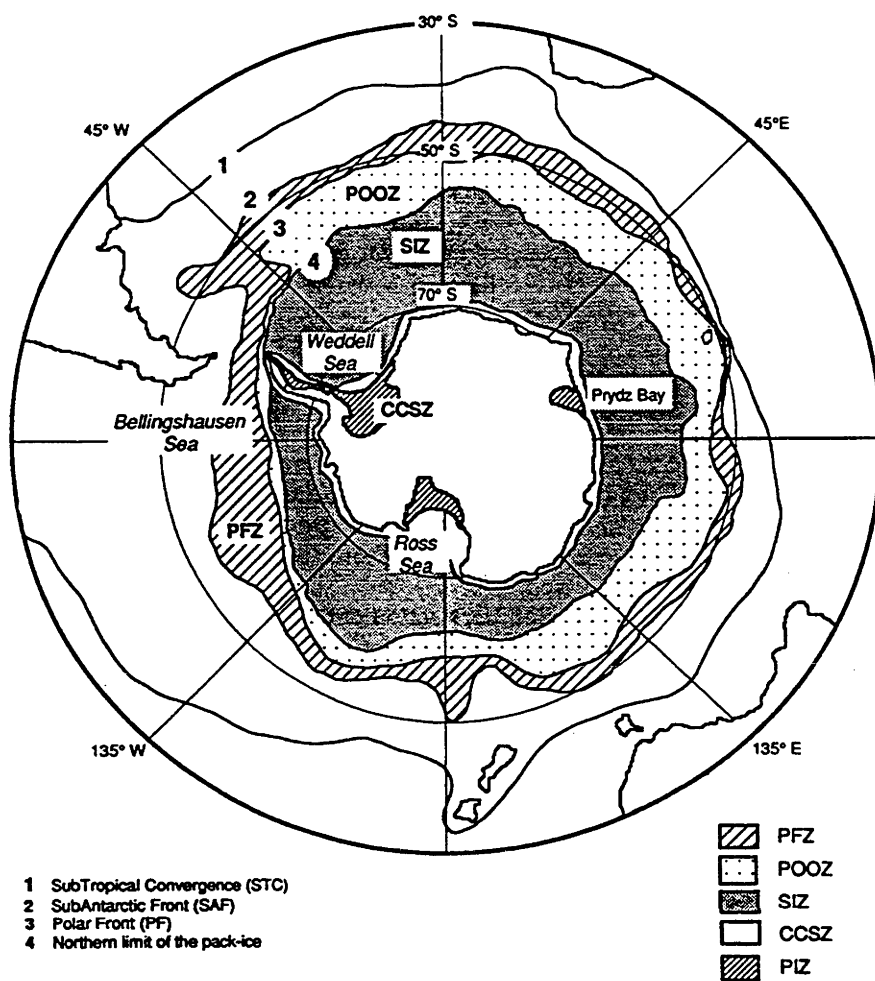 30° S
45° W
45°E
1
50° S
2
POOZ
3
SIZ
4
70° S
Weddell
Sea
CCSZ
Prydz Bay
Bellingshausen
Sea
PFZ
Ross
Sea
135° W
135° E
PFZ
POOZ
SIZ
CCSZ
PIZ
1 SubTropical Convergence (STC)
2 SubAntarctic Front (SAF)
3 Polar Front (PF)
4 Northern limit of the pack-ice